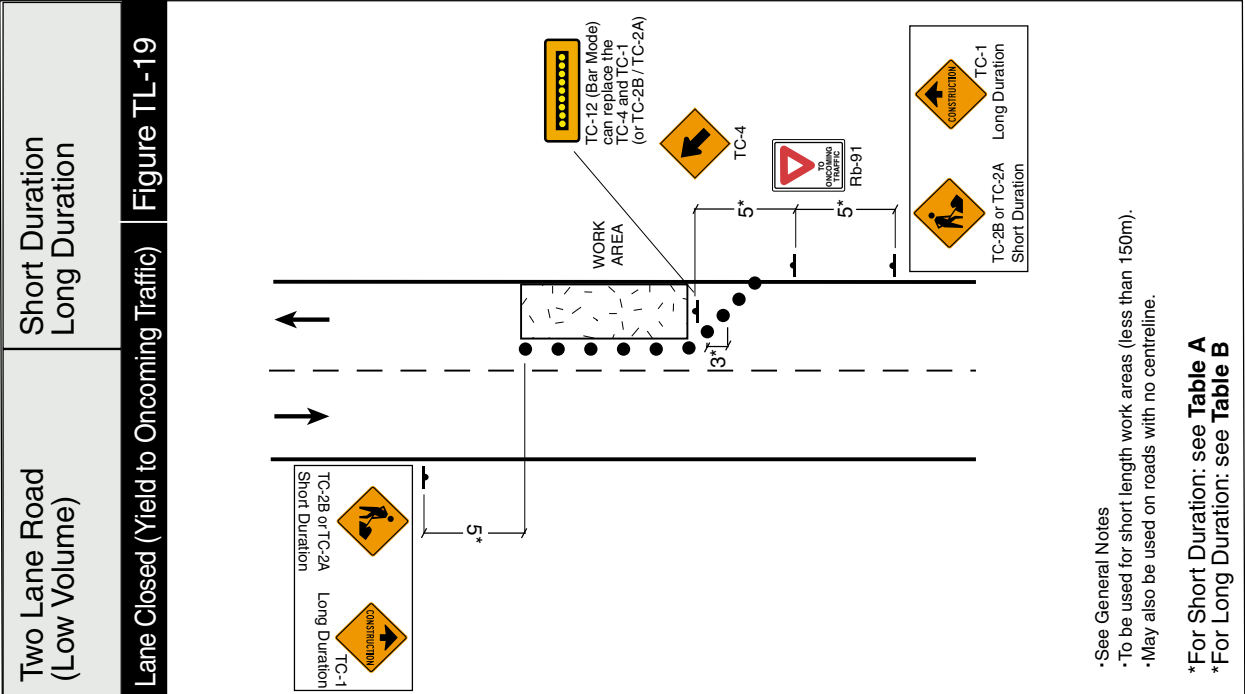 Two Lane Road
(Low Volume)
Short Duration
Long Duration
Lane Closed (Yield to Oncoming Traffic)
Figure TL-19
TC-12 (Bar Mode)
can replace the
TC-4 and TC-1
(or TC-2B / TC-2A)
TC-4
TO
ONCOMING
TRAFFIC
Rb-91
WORK
AREA
5*
5*
3*
5*
CONSTRUCTION
TC-1
Long Duration
TC-2B or TC-2A
Short Duration
TC-2B or TC-2A
Short Duration
CONSTRUCTION
TC-1
Long Duration
·See General Notes
·To be used for short length work areas (less than 150m).
·May also be used on roads with no centreline.
*For Short Duration: see Table A
*For Long Duration: see Table B